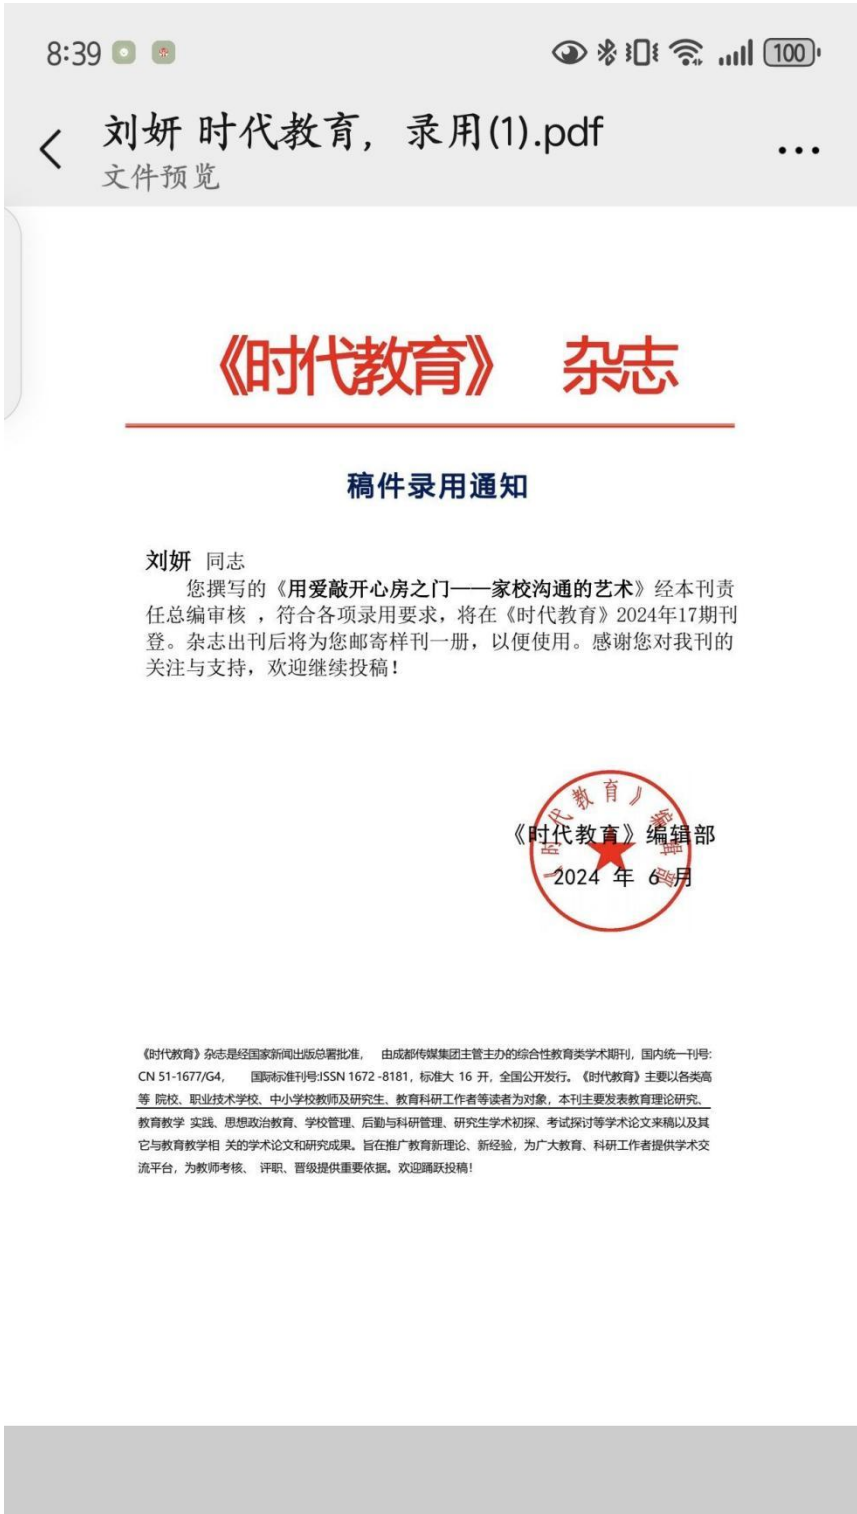 8:39
100
刘妍 时代教育，录用(1).pdf
文件预览
《时代教育》 杂志
稿件录用通知
刘妍 同志
您撰写的《用爱敲开心房之门——家校沟通的艺术》经本刊责
任总编审核 ，符合各项录用要求，将在《时代教育》2024年17期刊
登。杂志出刊后将为您邮寄样刊一册，以便使用。感谢您对我刊的
关注与支持，欢迎继续投稿！
《时代教育》编辑部
《时代教育》编辑部
2024 年 6 月
《时代教育》杂志是经国家新闻出版总署批准， 由成都传媒集团主管主办的综合性教育类学术期刊，国内统一刊号:
CN 51-1677/G4， 国际标准刊号:ISSN 1672 -8181，标准大 16 开，全国公开发行。《时代教育》主要以各类高
等 院校、职业技术学校、中小学校教师及研究生、教育科研工作者等读者为对象，本刊主要发表教育理论研究、
教育教学 实践、思想政治教育、学校管理、后勤与科研管理、研究生学术初探、考试探讨等学术论文来稿以及其
它与教育教学相 关的学术论文和研究成果。旨在推广教育新理论、新经验，为广大教育、科研工作者提供学术交
流平台，为教师考核、 评职、晋级提供重要依据。欢迎踊跃投稿！